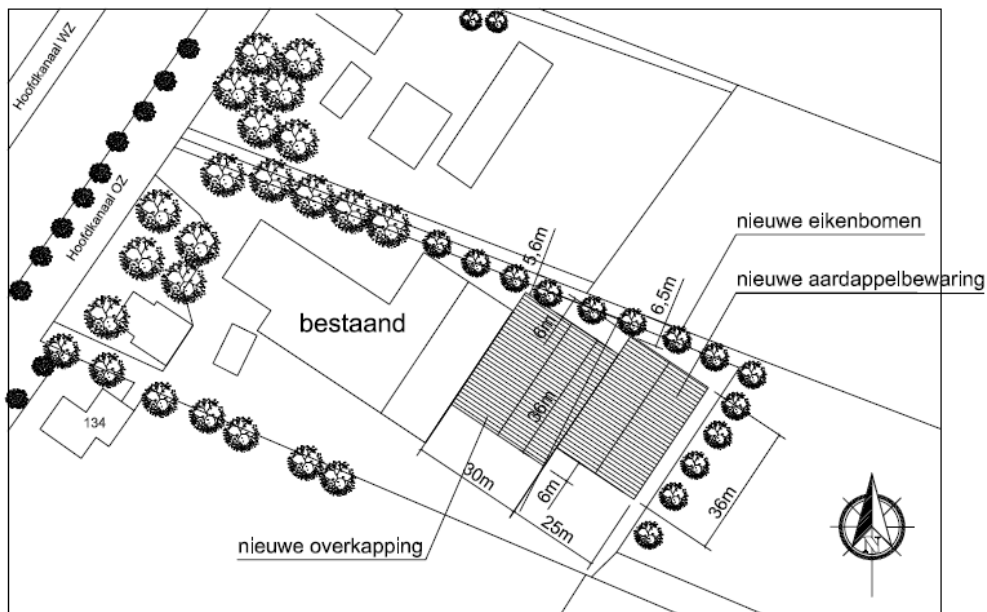 Hoofdkanaal WZ
Hoofdkanaal OZ
nieuwe eikenbomen
5,6m
nieuwe aardappelbewaring
6,5m
bestaand
6m
36m
134
30m
6m
36m
25m
nieuwe overkapping
N